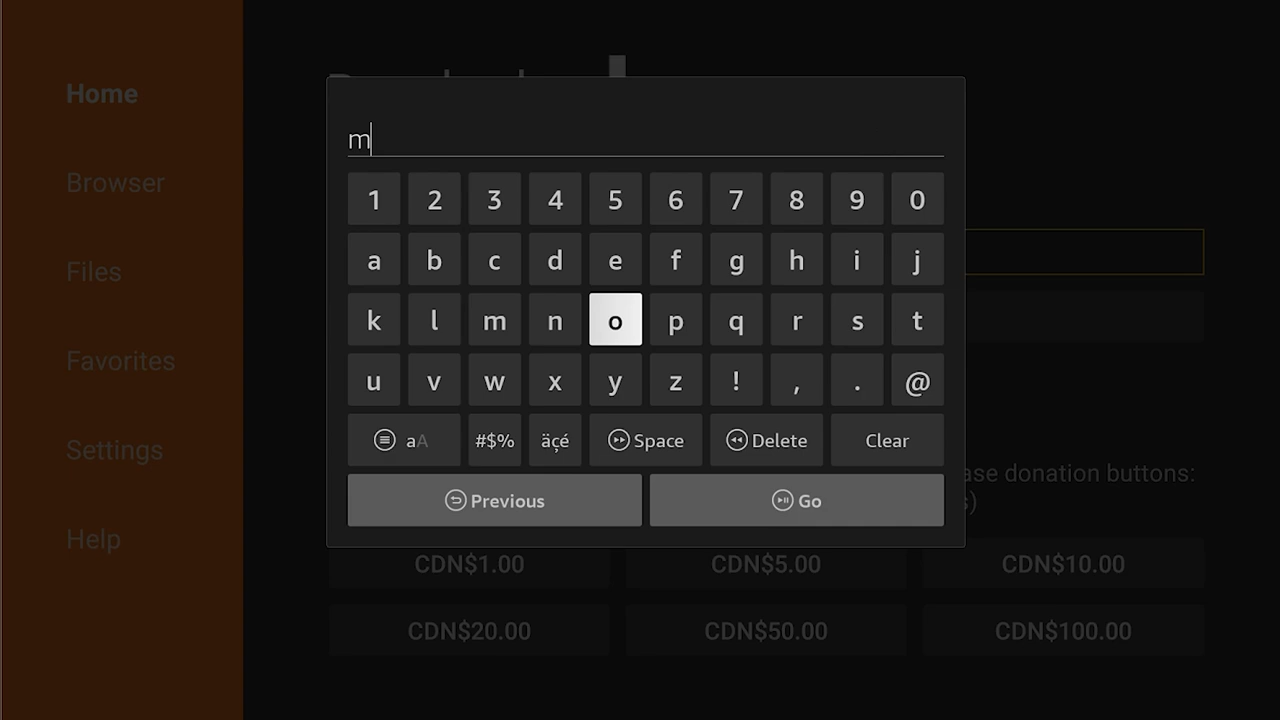 Home
Browser
Files
Favorites
Settings
Help
m
1 2 3 4 5 6 7 8 9 0
a b c d e f g h i j
k l m n o p q r s t
u v w x y z ! , . @
aA #$% äçé Space Delete Clear
Previous Go
donation buttons:
CDN$1.00 CDN$5.00 CDN$10.00
CDN$20.00 CDN$50.00 CDN$100.00